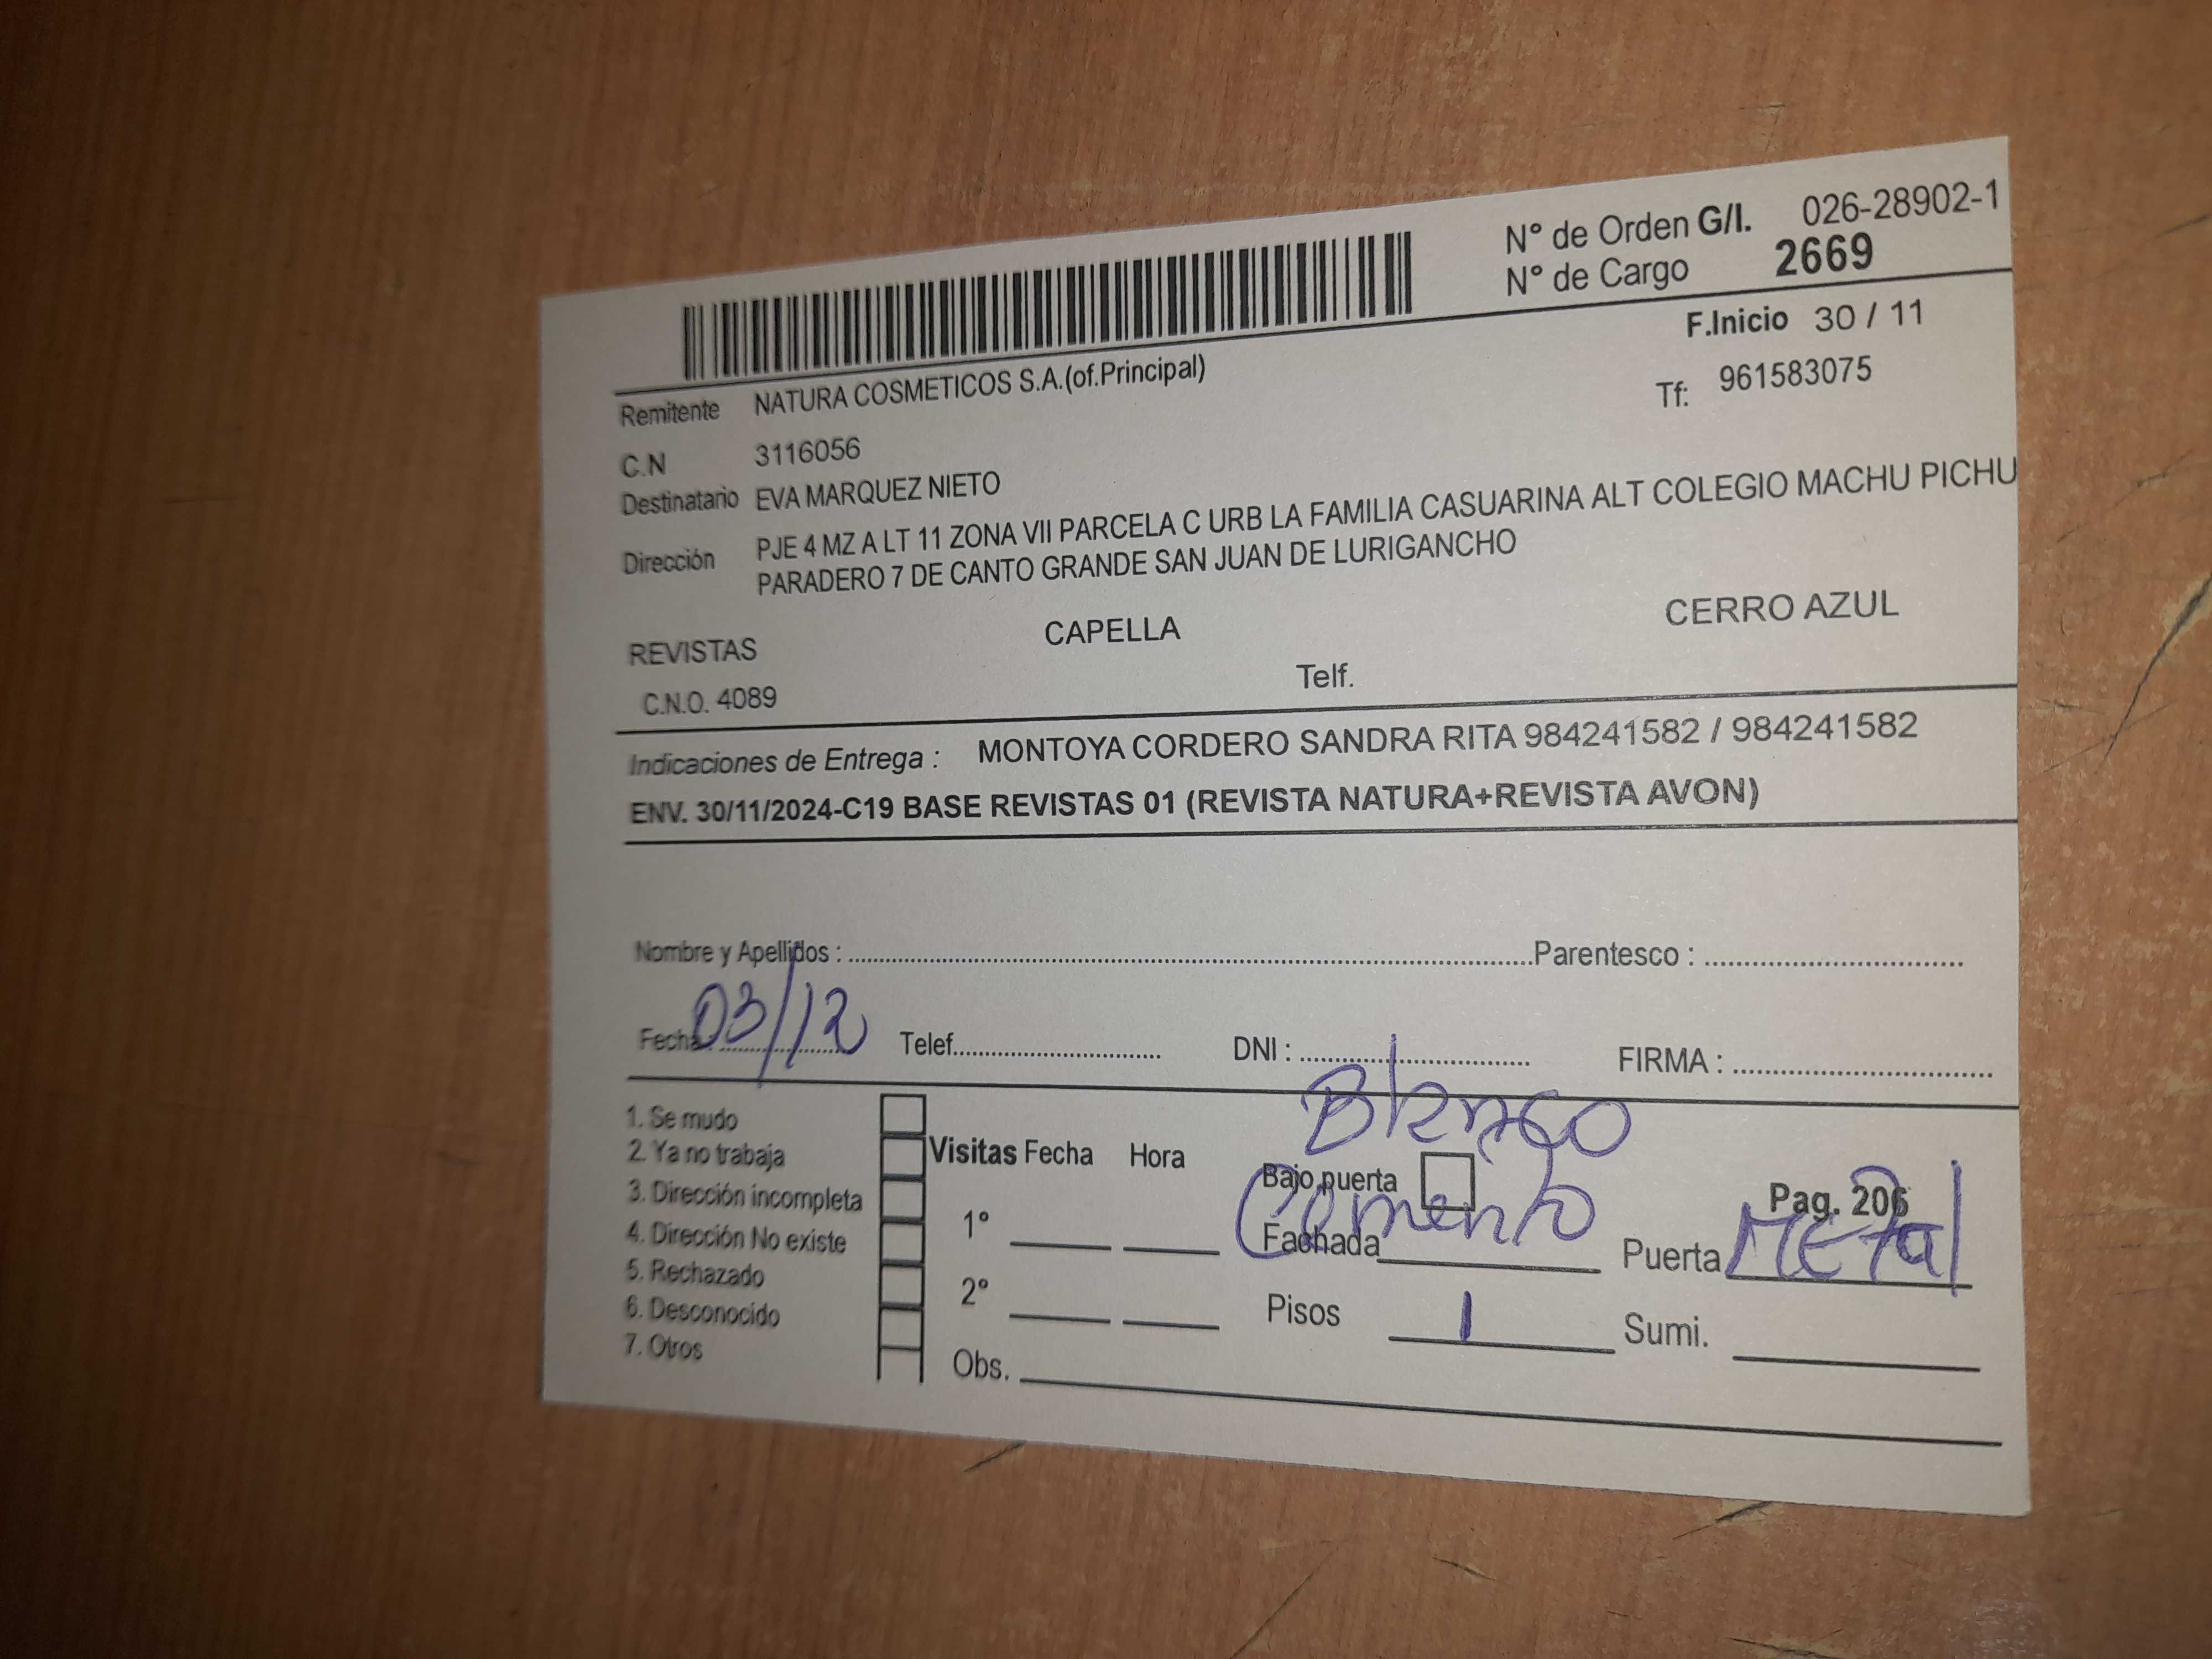 N° de Orden G/I. 026-28902-1
N° de Cargo 2669
F.Inicio 30 / 11
Remitente NATURA COSMETICOS S.A.(of.Principal)
Tf: 961583075
C.N 3116056
Destinatario EVA MARQUEZ NIETO
Dirección PJE 4 MZ A LT 11 ZONA VII PARCELA C URB LA FAMILIA CASUARINA ALT COLEGIO MACHU PICHU
PARADERO 7 DE CANTO GRANDE SAN JUAN DE LURIGANCHO
REVISTAS CAPELLA CERRO AZUL
C.N.O. 4089 Telf.
Indicaciones de Entrega : MONTOYA CORDERO SANDRA RITA 984241582 / 984241582
ENV. 30/11/2024-C19 BASE REVISTAS 01 (REVISTA NATURA+REVISTA AVON)
Nombre y Apellidos : Parentesco :
Fecha : 03/12 Telef. DNI : FIRMA :
Blanco
1. Se mudo
2. Ya no trabaja
3. Dirección incompleta
4. Dirección No existe
5. Rechazado
6. Desconocido
7. Otros
Visitas Fecha Hora
1°
2°
Obs.
Bajo puerta Pag. 206
Fachada Cemento Puerta Metal
Pisos 1 Sumi.